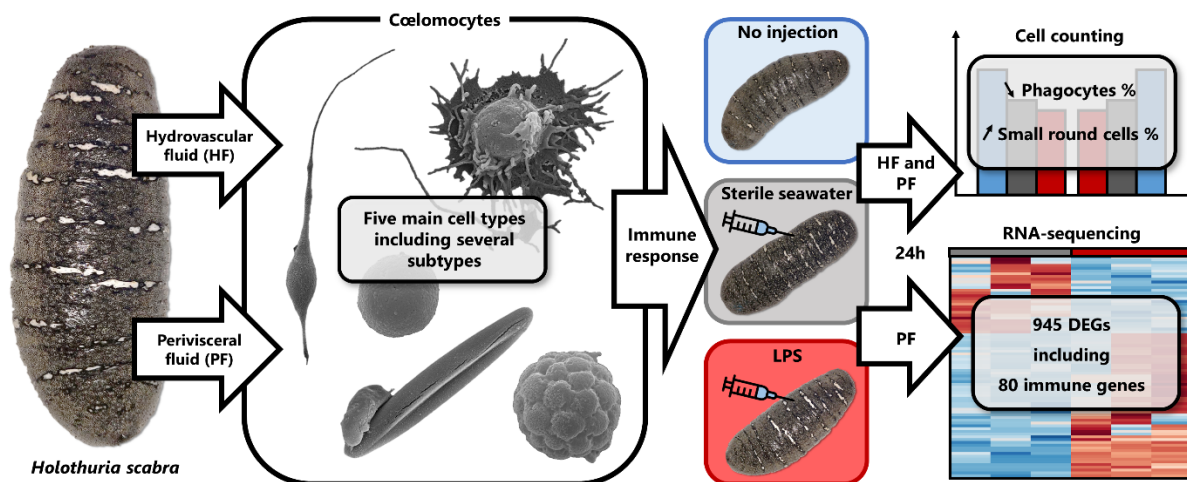 Cœlomocytes
Hydrovascular
fluid (HF)
Perivisceral
fluid (PF)
Holothuria scabra
Five main cell types
including several
subtypes
Immune
response
No injection
Sterile seawater
LPS
HF and
PF
24h
PF
Cell counting
↘ Phagocytes %
↗ Small round cells %
RNA-sequencing
945 DEGs
including
80 immune genes